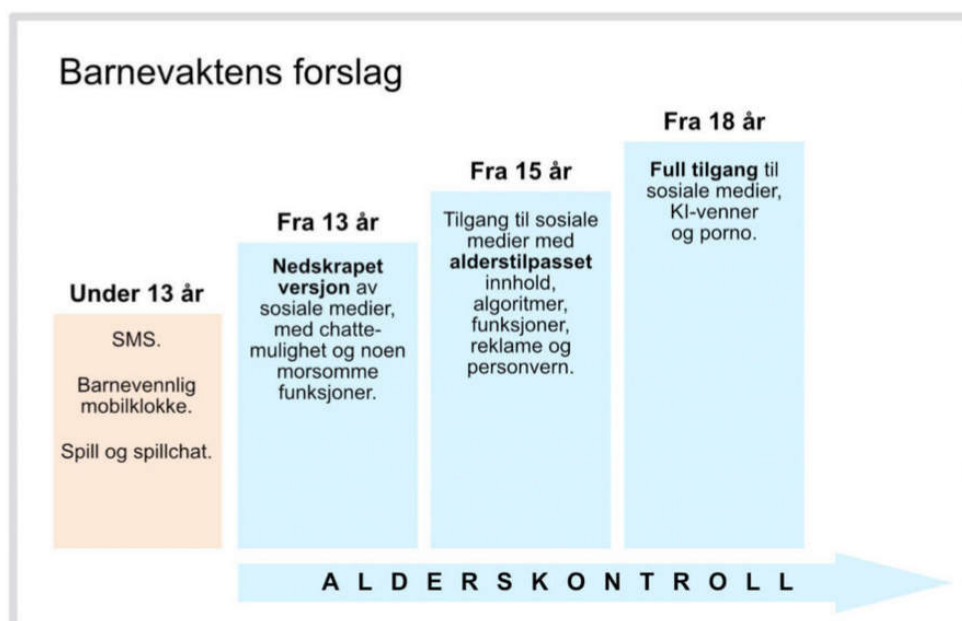 Barnevaktens forslag
Under 13 år
SMS.
Barnevennlig
mobilklokke.
Spill og spillchat.
Fra 13 år
Nedskrapet
versjon av
sosiale medier,
med chatte-
mulighet og noen
morsomme
funksjoner.
Fra 15 år
Tilgang til sosiale
medier med
alderstilpasset
innhold,
algoritmer,
funksjoner,
reklame og
personvern.
Fra 18 år
Full tilgang til
sosiale medier,
KI-venner
og porno.
ALDERSKONTROLL